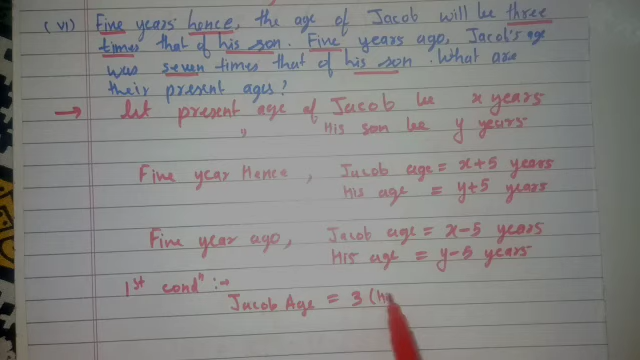 (vi) Five years hence, the age of Jacob will be three
times that of his son. Five years ago, Jacob's age
was seven times that of his son. What are
their present ages?
→ let present age of Jacob be x years
" His son be y years
Five year Hence, Jacob age = x+5 years
His age = y+5 years
Five year ago, Jacob age = x-5 years
His age = y-5 years
1st condn :→
Jacob Age = 3 (Hi